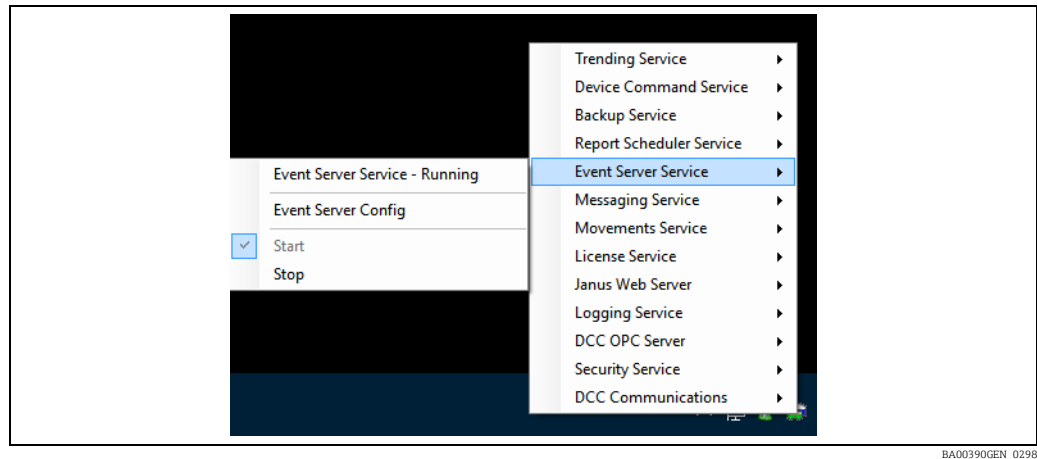 Trending Service
Device Command Service
Backup Service
Report Scheduler Service
Event Server Service
Messaging Service
Movements Service
License Service
Janus Web Server
Logging Service
DCC OPC Server
Security Service
DCC Communications
Event Server Service - Running
Event Server Config
Start
Stop
BA00390GEN 0298